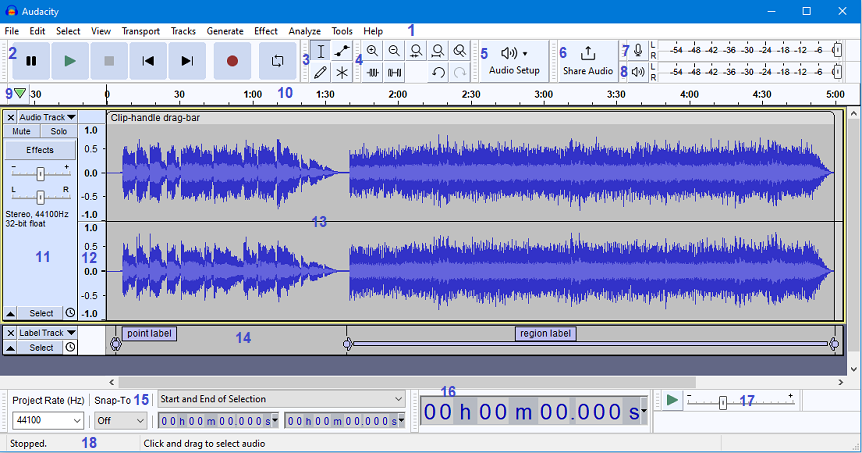 Audacity
File Edit Select View Transport Tracks Generate Effect Analyze Tools Help 1
2 3 4 5 Audio Setup 6 Share Audio 7 L R -54 -48 -42 -36 -30 -24 -18 -12 -6 0
8 L R -54 -48 -42 -36 -30 -24 -18 -12 -6 0
9 30 0 30 1:00 10 1:30 2:00 2:30 3:00 3:30 4:00 4:30 5:00
Audio Track
Clip-handle drag-bar
Mute Solo
Effects
- +
L R
Stereo, 44100Hz
32-bit float
11
Select
1.0
0.5
0.0
-0.5
-1.0
13
1.0
0.5
12
0.0
-0.5
-1.0
Label Track
Select
point label
14
region label
Project Rate (Hz) Snap-To 15 Start and End of Selection
44100 Off 00 h 00 m 00.000 s 00 h 00 m 00.000 s
16
00 h 00 m 00.000 s
- + 17
Stopped. 18 Click and drag to select audio